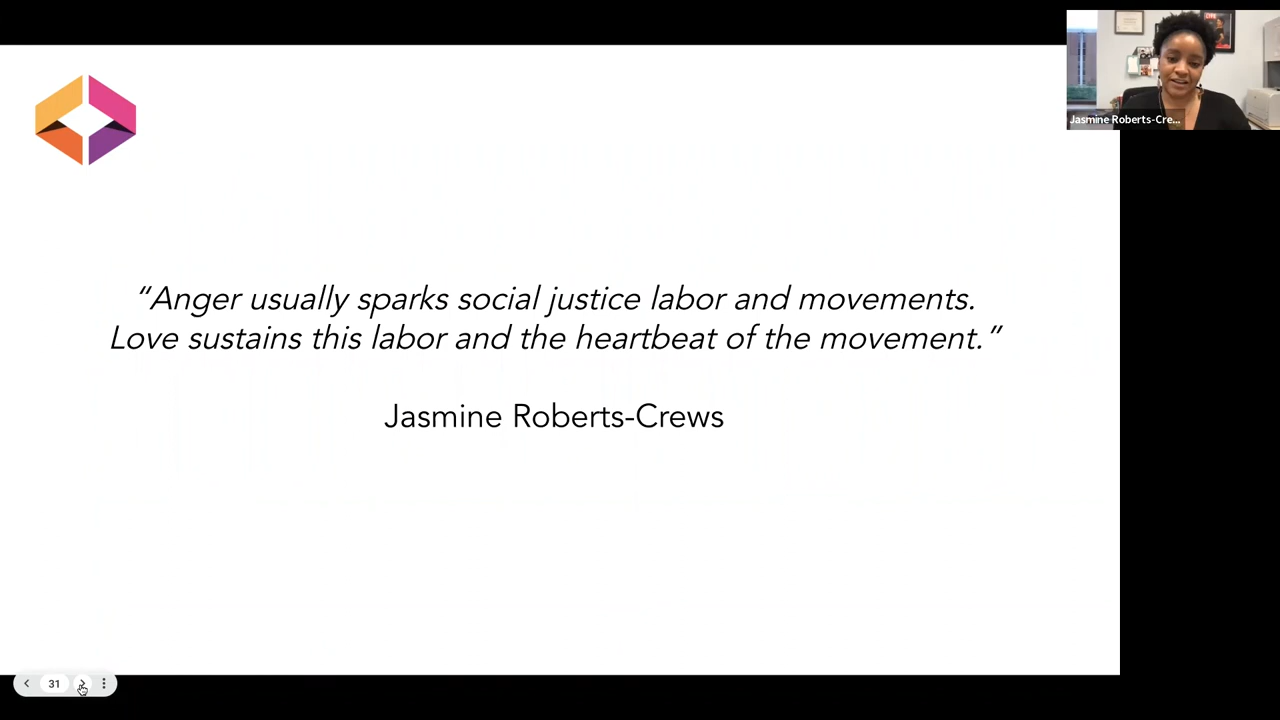 Jasmine Roberts-Cre...
“Anger usually sparks social justice labor and movements.
Love sustains this labor and the heartbeat of the movement.”
Jasmine Roberts-Crews
31